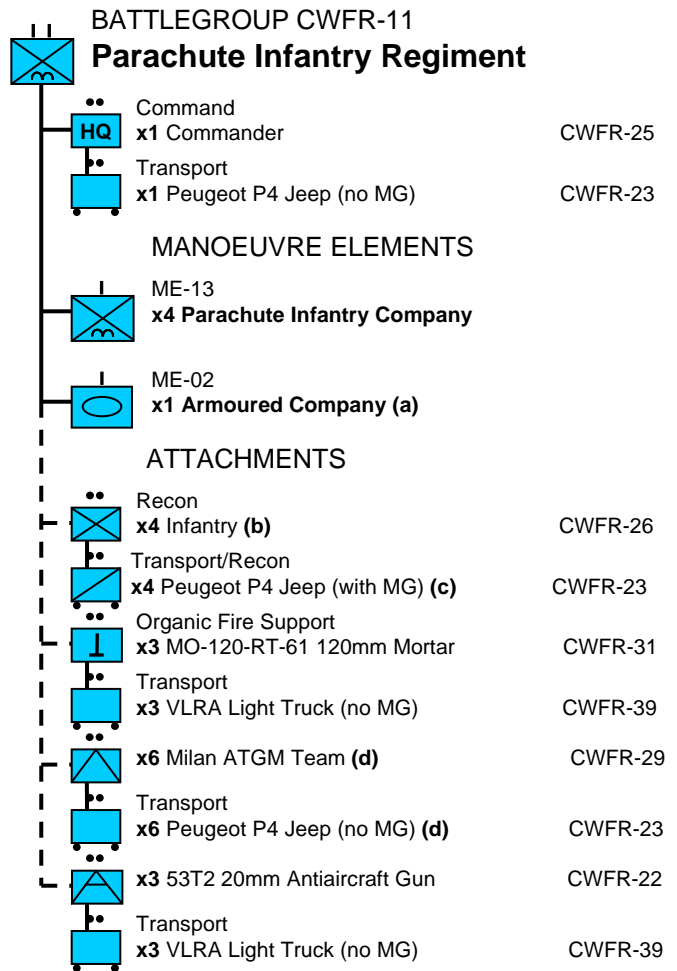 BATTLEGROUP CWFR-11
Parachute Infantry Regiment
Command
HQ x1 Commander CWFR-25
Transport
x1 Peugeot P4 Jeep (no MG) CWFR-23
MANOEUVRE ELEMENTS
ME-13
x4 Parachute Infantry Company
ME-02
x1 Armoured Company (a)
ATTACHMENTS
Recon
x4 Infantry (b) CWFR-26
Transport/Recon
x4 Peugeot P4 Jeep (with MG) (c) CWFR-23
Organic Fire Support
x3 MO-120-RT-61 120mm Mortar CWFR-31
Transport
x3 VLRA Light Truck (no MG) CWFR-39
x6 Milan ATGM Team (d) CWFR-29
Transport
x6 Peugeot P4 Jeep (no MG) (d) CWFR-23
x3 53T2 20mm Antiaircraft Gun CWFR-22
Transport
x3 VLRA Light Truck (no MG) CWFR-39